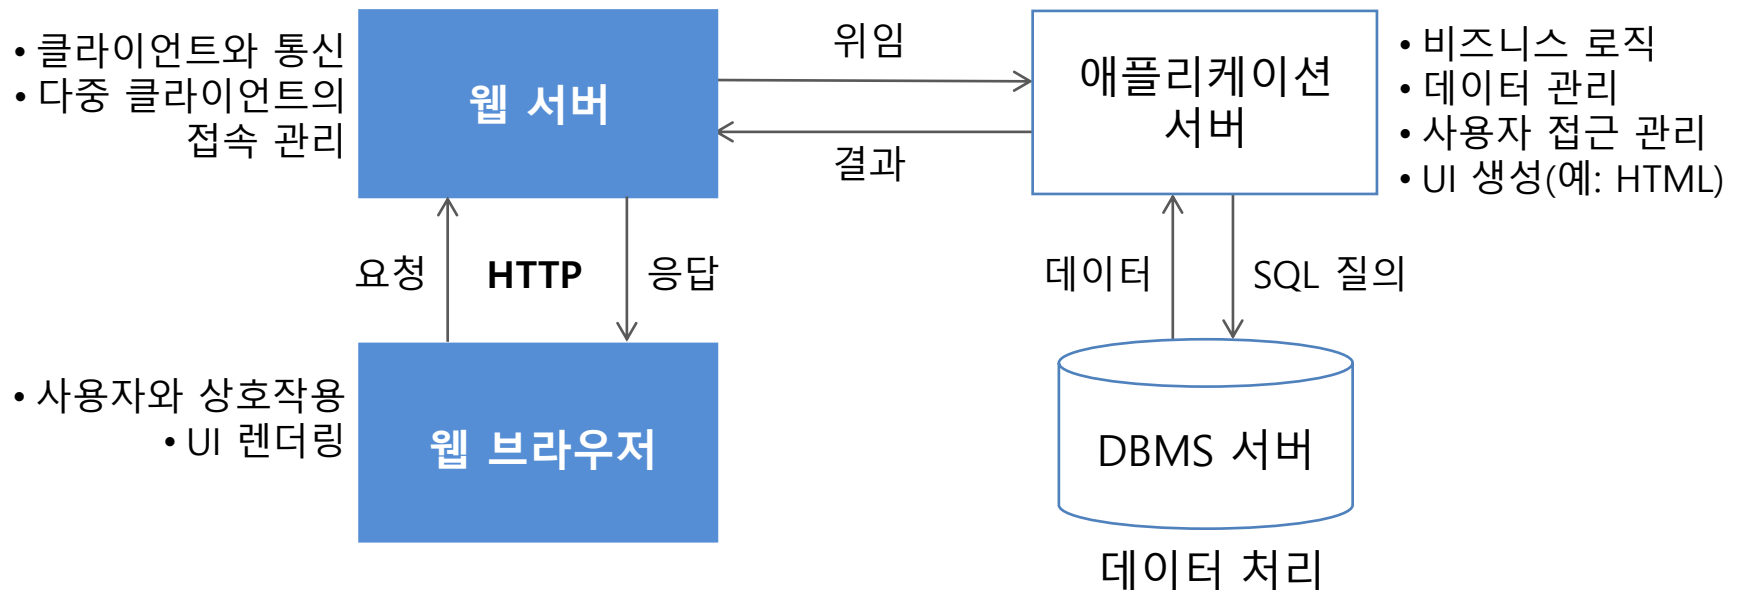 • 클라이언트와 통신
• 다중 클라이언트의
접속 관리
웹 서버
위임
결과
애플리케이션
서버
• 비즈니스 로직
• 데이터 관리
• 사용자 접근 관리
• UI 생성(예: HTML)
요청
HTTP
응답
데이터
SQL 질의
• 사용자와 상호작용
• UI 렌더링
웹 브라우저
DBMS 서버
데이터 처리